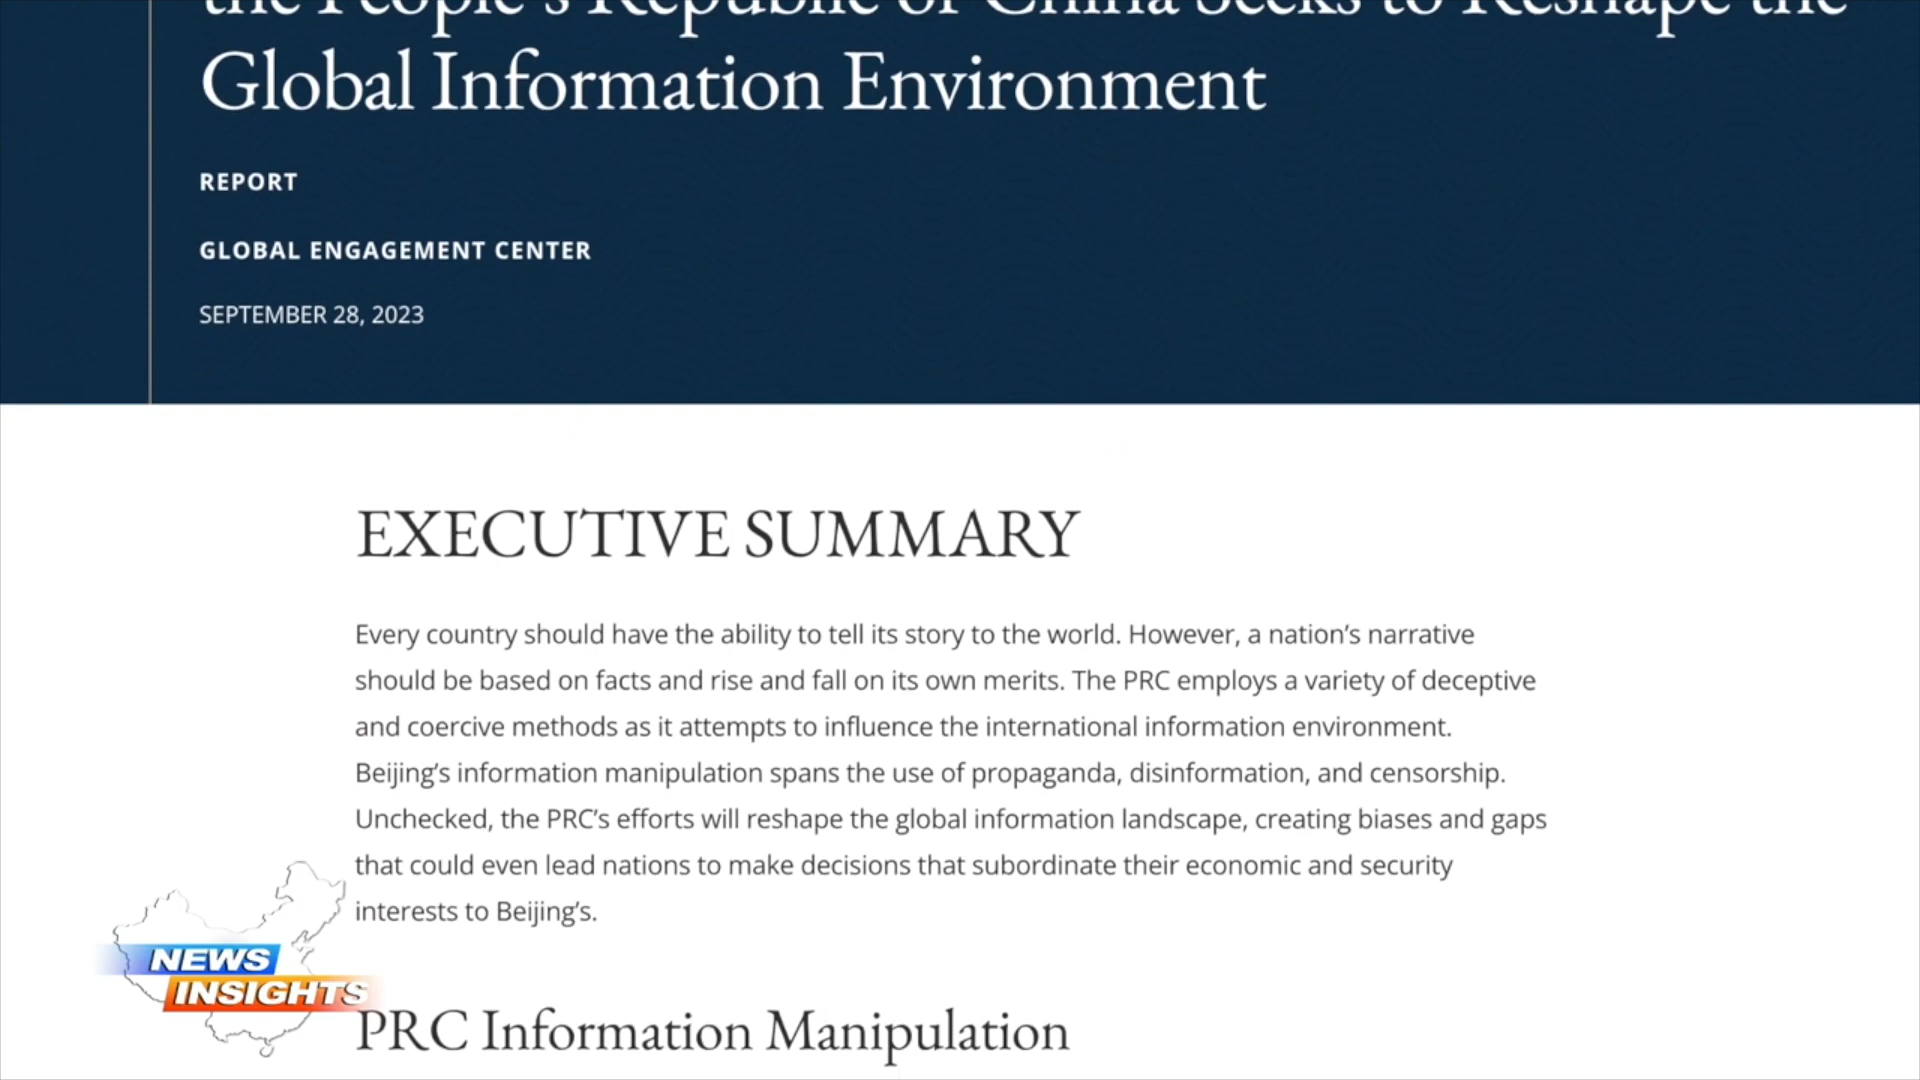 the People's Republic of China Seeks to Reshape the
Global Information Environment
REPORT
GLOBAL ENGAGEMENT CENTER
SEPTEMBER 28, 2023
EXECUTIVE SUMMARY
Every country should have the ability to tell its story to the world. However, a nation’s narrative
should be based on facts and rise and fall on its own merits. The PRC employs a variety of deceptive
and coercive methods as it attempts to influence the international information environment.
Beijing’s information manipulation spans the use of propaganda, disinformation, and censorship.
Unchecked, the PRC’s efforts will reshape the global information landscape, creating biases and gaps
that could even lead nations to make decisions that subordinate their economic and security
interests to Beijing’s.
NEWS
INSIGHTS
PRC Information Manipulation